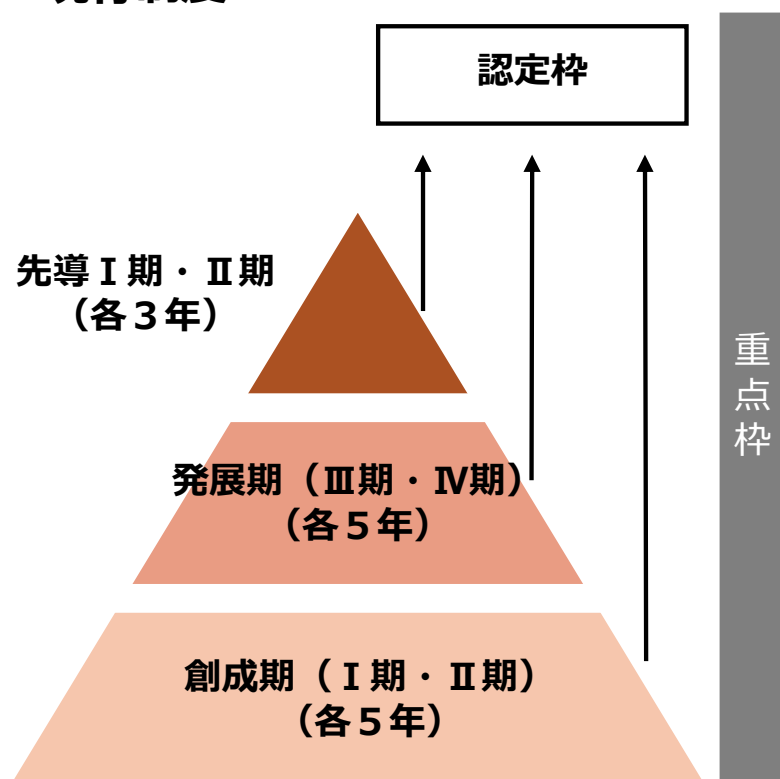 認定枠
先導Ⅰ期・Ⅱ期
（各３年）
重点枠
発展期（Ⅲ期・Ⅳ期）
（各５年）
創成期（Ⅰ期・Ⅱ期）
（各５年）